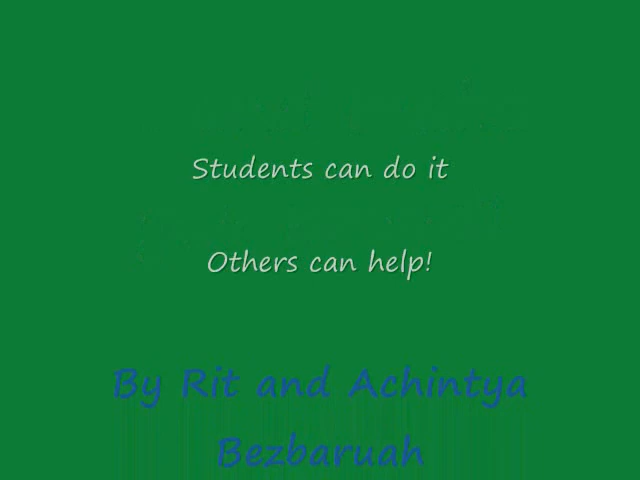 Students can do it
Others can help!
By Rit and Achintya
Bezbaruah